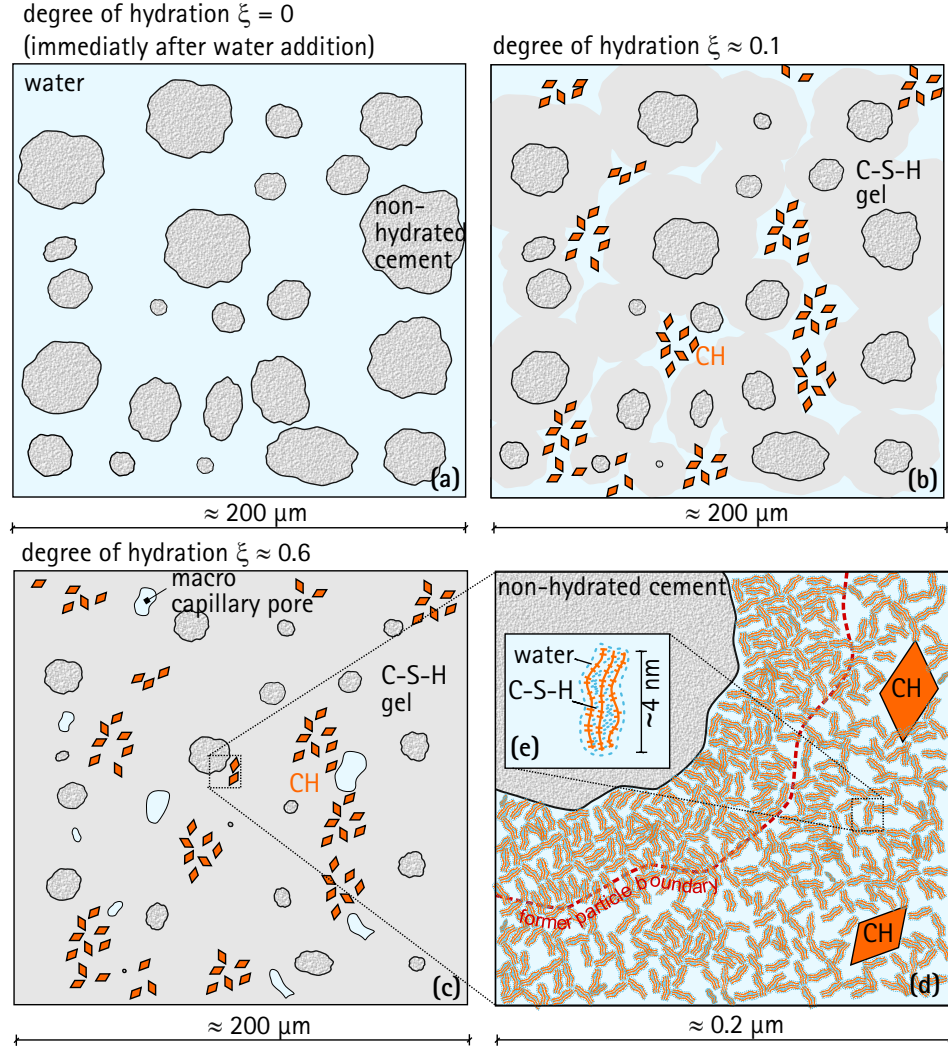 degree of hydration ξ = 0
(immediatly after water addition)
water
non-
hydrated
cement
(a)
≈ 200 µm
degree of hydration ξ ≈ 0.1
C-S-H
gel
CH
(b)
≈ 200 µm
degree of hydration ξ ≈ 0.6
macro
capillary pore
C-S-H
gel
CH
(c)
≈ 200 µm
non-hydrated cement
water
C-S-H
~4 nm
(e)
CH
former particle boundary
CH
(d)
≈ 0.2 µm